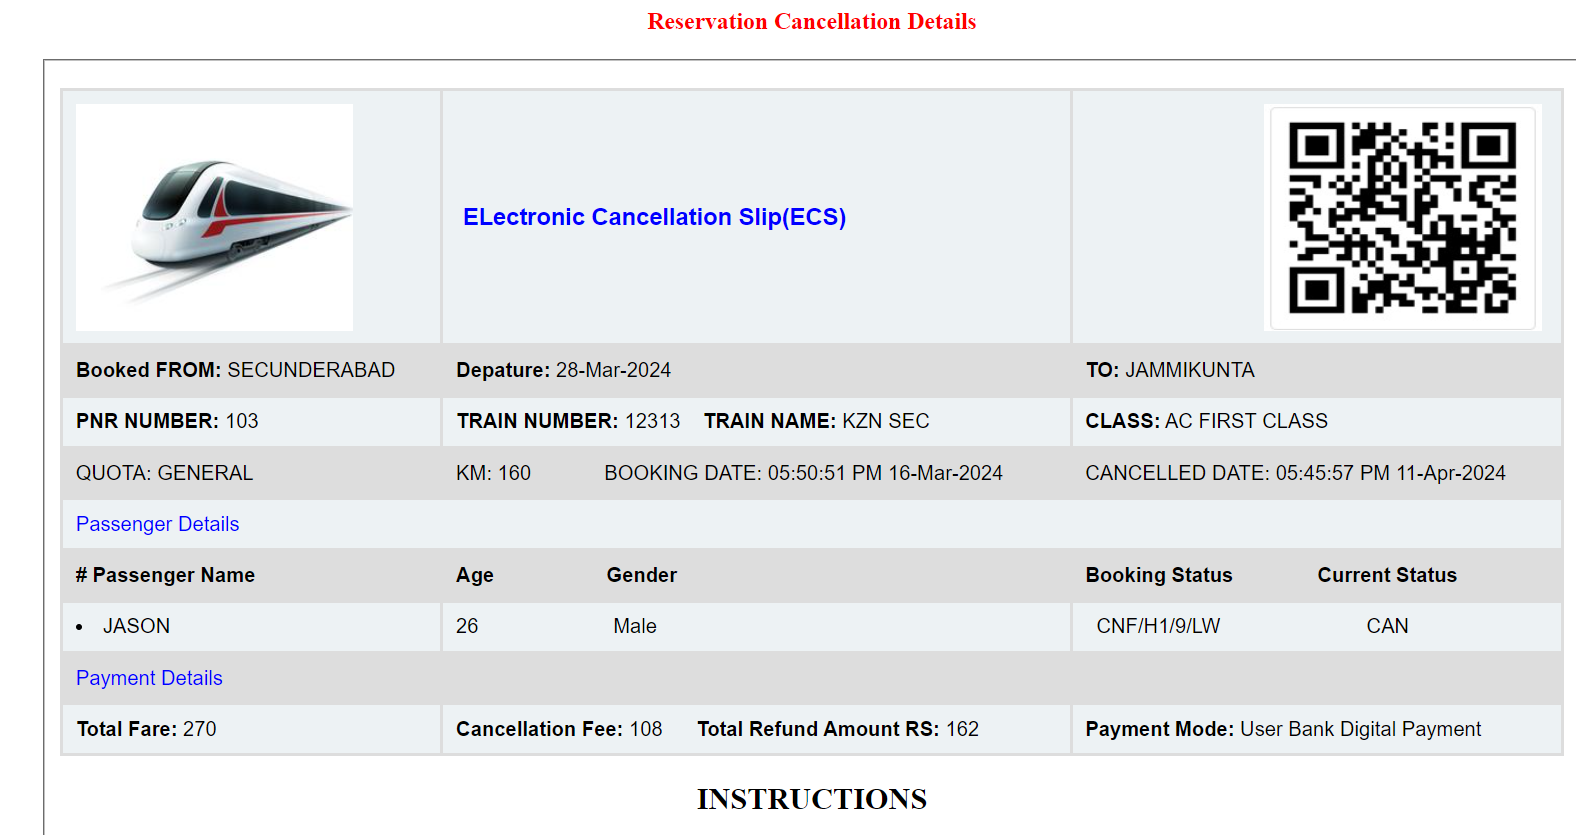 Reservation Cancellation Details
ELectronic Cancellation Slip(ECS)
Booked FROM: SECUNDERABAD Depature: 28-Mar-2024 TO: JAMMIKUNTA
PNR NUMBER: 103 TRAIN NUMBER: 12313 TRAIN NAME: KZN SEC CLASS: AC FIRST CLASS
QUOTA: GENERAL KM: 160 BOOKING DATE: 05:50:51 PM 16-Mar-2024 CANCELLED DATE: 05:45:57 PM 11-Apr-2024
Passenger Details
# Passenger Name Age Gender Booking Status Current Status
• JASON 26 Male CNF/H1/9/LW CAN
Payment Details
Total Fare: 270 Cancellation Fee: 108 Total Refund Amount RS: 162 Payment Mode: User Bank Digital Payment
INSTRUCTIONS